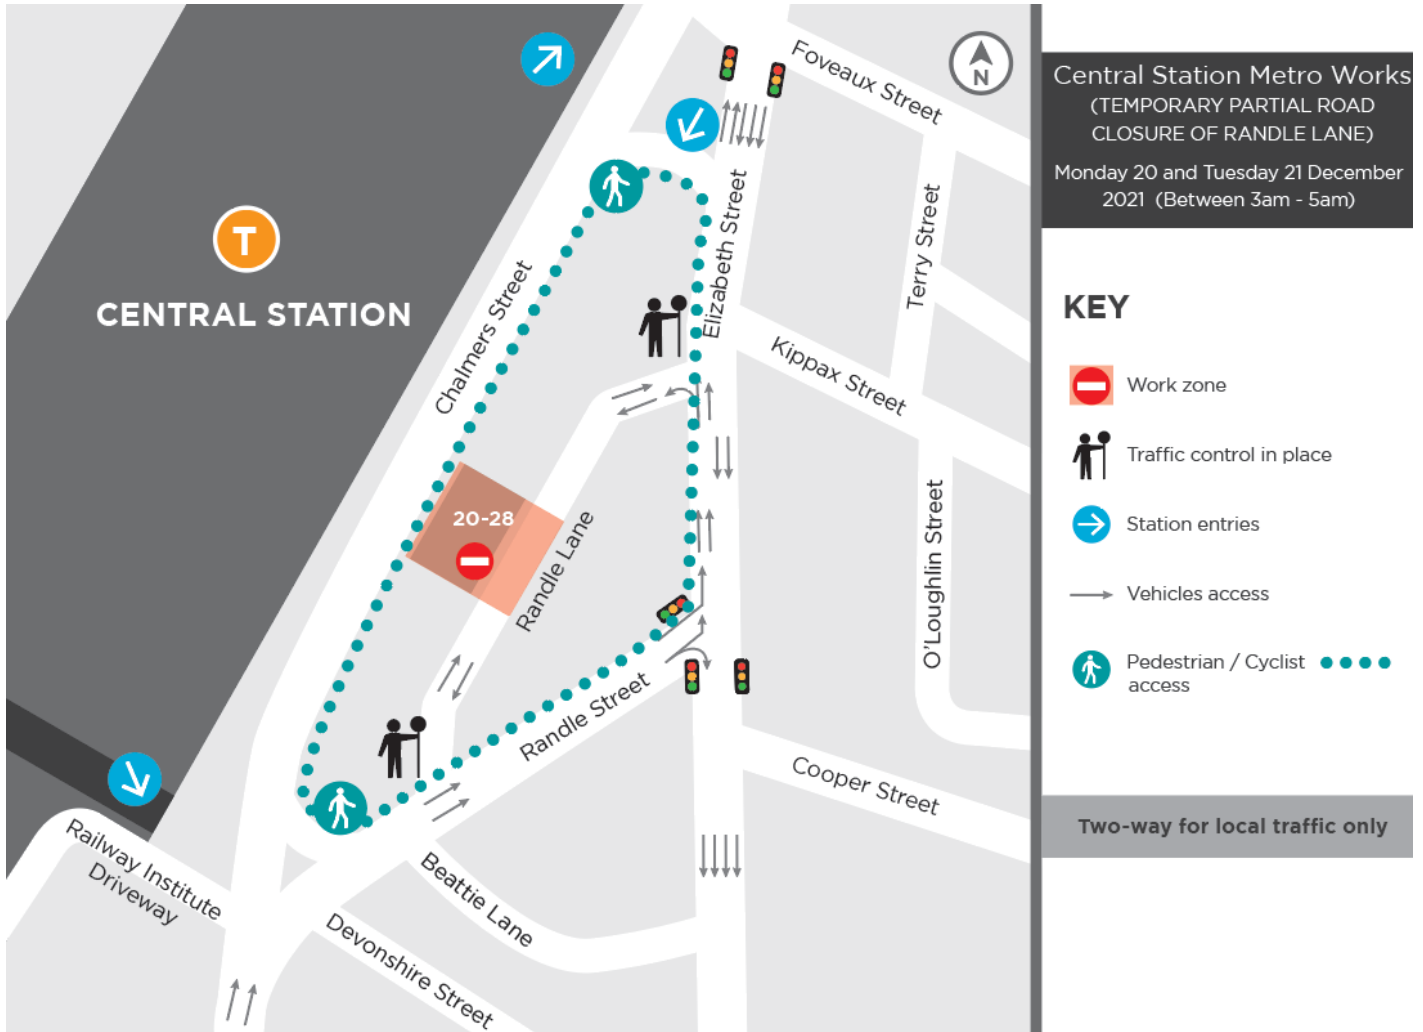 Central Station Metro Works
(TEMPORARY PARTIAL ROAD
CLOSURE OF RANDLE LANE)
Monday 20 and Tuesday 21 December
2021 (Between 3am - 5am)
KEY
Work zone
Traffic control in place
Station entries
Vehicles access
Pedestrian / Cyclist
access
Two-way for local traffic only
N
T
CENTRAL STATION
Foveaux Street
Terry Street
Elizabeth Street
Chalmers Street
Kippax Street
20-28
Randle Lane
O'Loughlin Street
Randle Street
Cooper Street
Railway Institute
Driveway
Beattie Lane
Devonshire Street